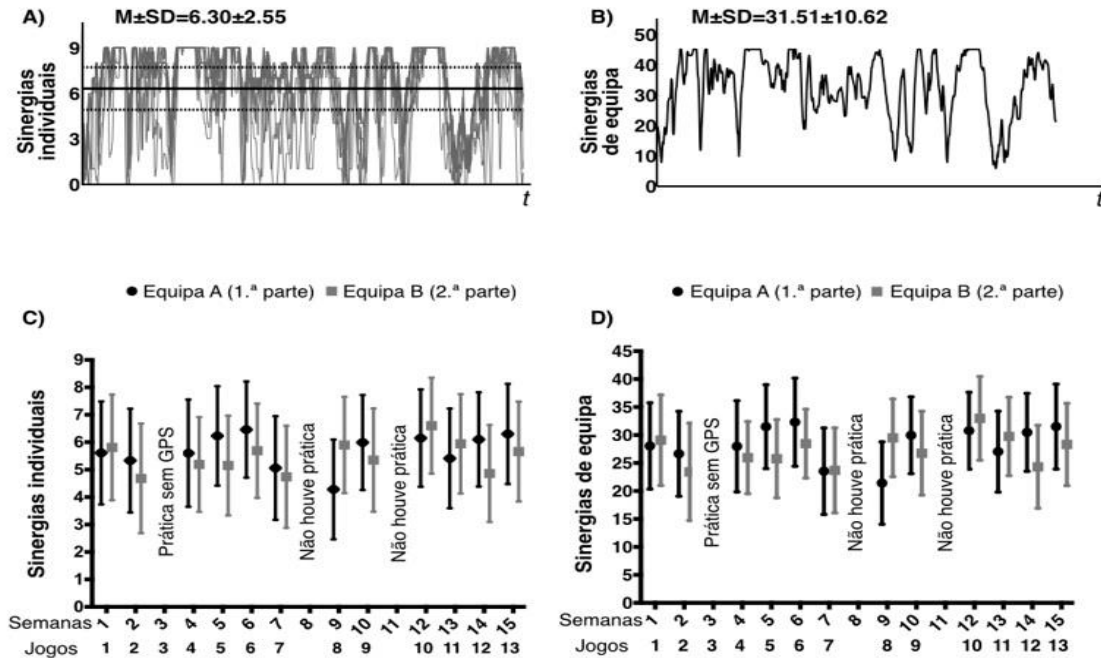 A) M±SD=6.30±2.55
Sinergias
individuais
9
6
3
0
t
B) M±SD=31.51±10.62
Sinergias
de equipa
50
40
30
20
10
0
t
Equipa A (1.ª parte) Equipa B (2.ª parte)
C)
Sinergias individuais
9
8
7
6
5
4
3
2
1
0
Prática sem GPS
Não houve prática
Não houve prática
Semanas 1 2 3 4 5 6 7 8 9 10 11 12 13 14 15
Jogos 1 2 3 4 5 6 7 8 9 10 11 12 13
Equipa A (1.ª parte) Equipa B (2.ª parte)
D)
Sinergias de equipa
45
40
35
30
25
20
15
10
5
0
Prática sem GPS
Não houve prática
Não houve prática
Semanas 1 2 3 4 5 6 7 8 9 10 11 12 13 14 15
Jogos 1 2 3 4 5 6 7 8 9 10 11 12 13